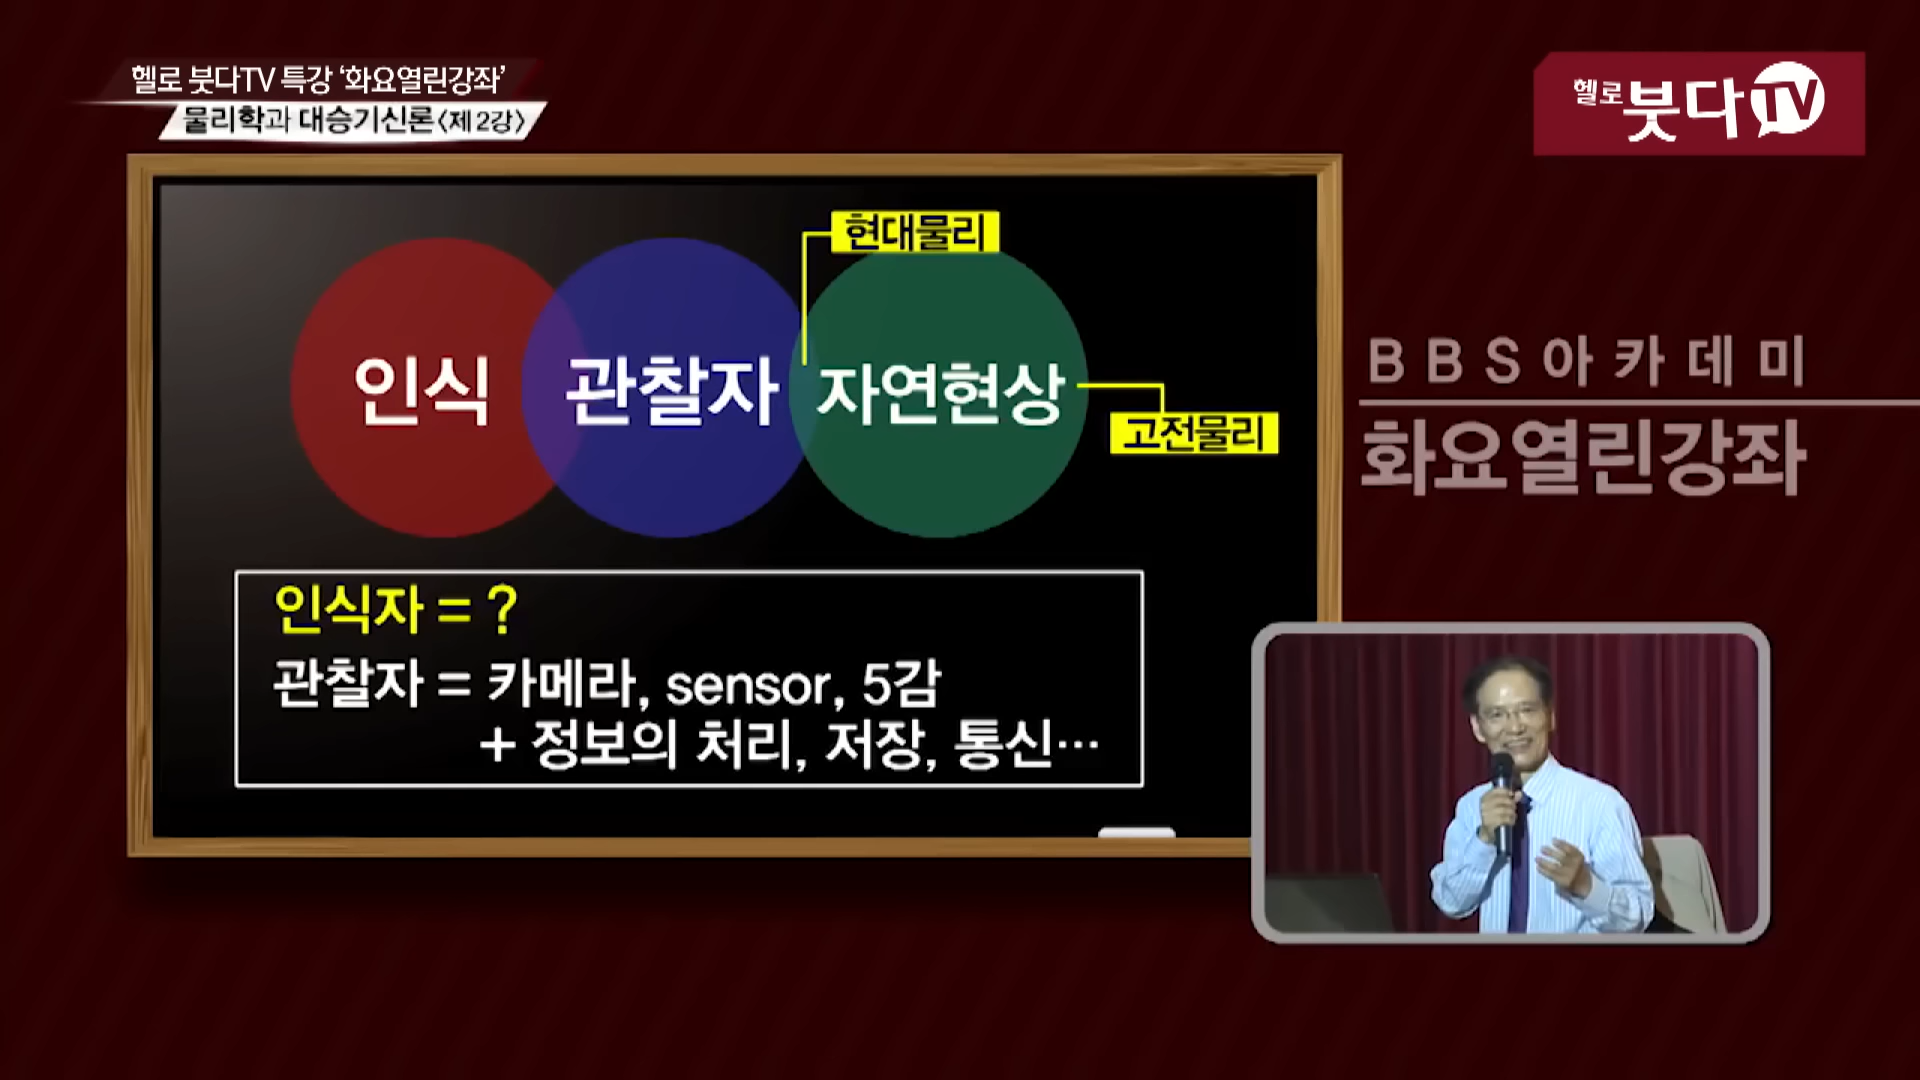 헬로 붓다TV 특강 ‘화요열린강좌’
물리학과 대승기신론〈제2강〉
헬로붓다TV
현대물리
인식 관찰자 자연현상
고전물리
BBS아카데미
화요열린강좌
인식자 = ?
관찰자 = 카메라, sensor, 5감
+ 정보의 처리, 저장, 통신…